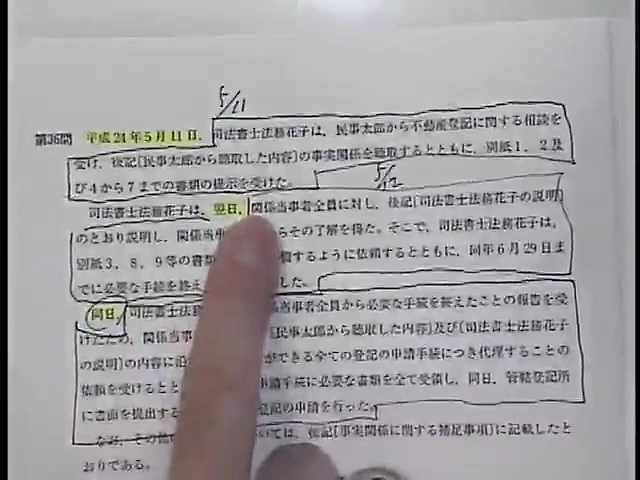 5/11
第36問 平成24年5月11日，司法書士法務花子は，民事太郎から不動産登記に関する相談を
受け，後記〔民事太郎から聴取した内容〕の事実関係を聴取するとともに，別紙1，2及
び4から7までの書類の提示を受けた。
5/12
司法書士法務花子は，翌日，関係当事者全員に対し，後記〔司法書士法務花子の説明〕
のとおり説明し，関係当事 らその了解を得た。そこで，司法書士法務花子は，
別紙3，8，9等の書類 するように依頼するとともに，同年6月29日ま
でに必要な手続を終え した。
同日，司法書士法務 係当事者全員から必要な手続を終えたことの報告を受
けたため，関係当事 〔民事太郎から聴取した内容〕及び〔司法書士法務花子
の説明〕の内容に沿 ができる全ての登記の申請手続につき代理することの
依頼を受けるとと 申請手続に必要な書類を全て受領し，同日，管轄登記所
に書面を提出する 登記の申請を行った。
なお，その他 いては，後記〔事実関係に関する補足事項〕に記載したと
おりである。